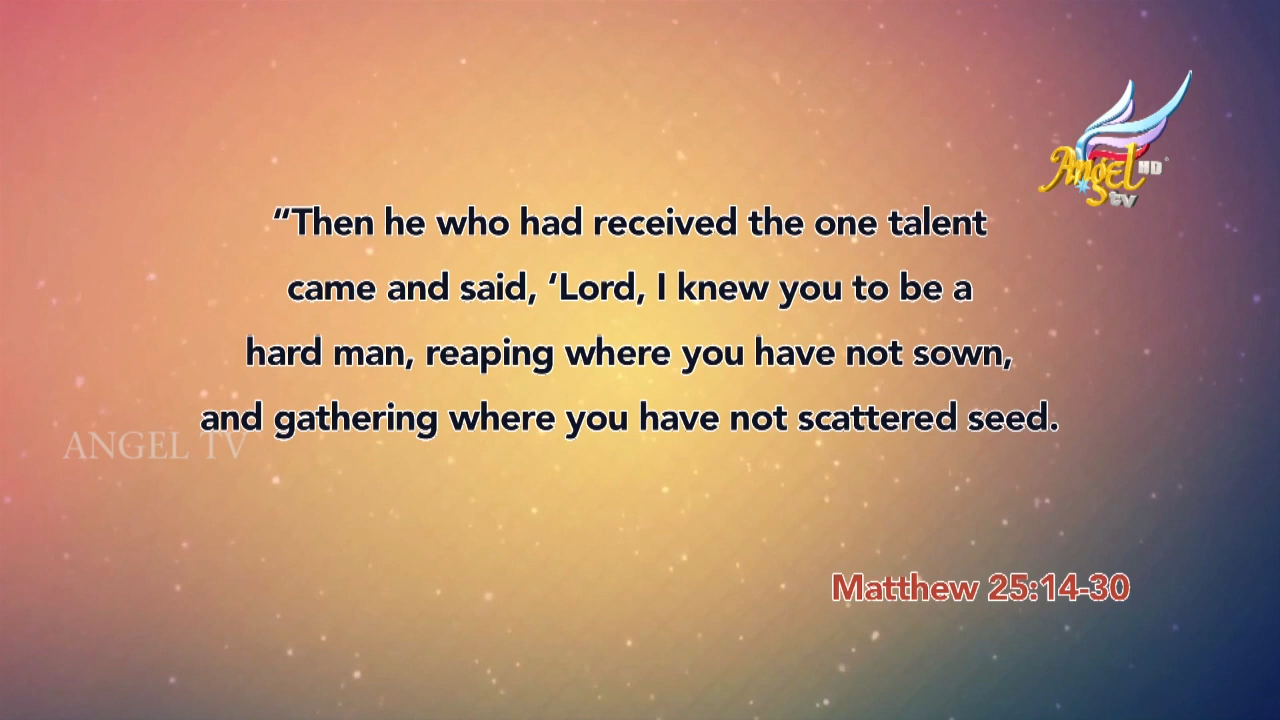 Angel HD
tv
“Then he who had received the one talent
came and said, ‘Lord, I knew you to be a
hard man, reaping where you have not sown,
and gathering where you have not scattered seed.
ANGEL TV
Matthew 25:14-30